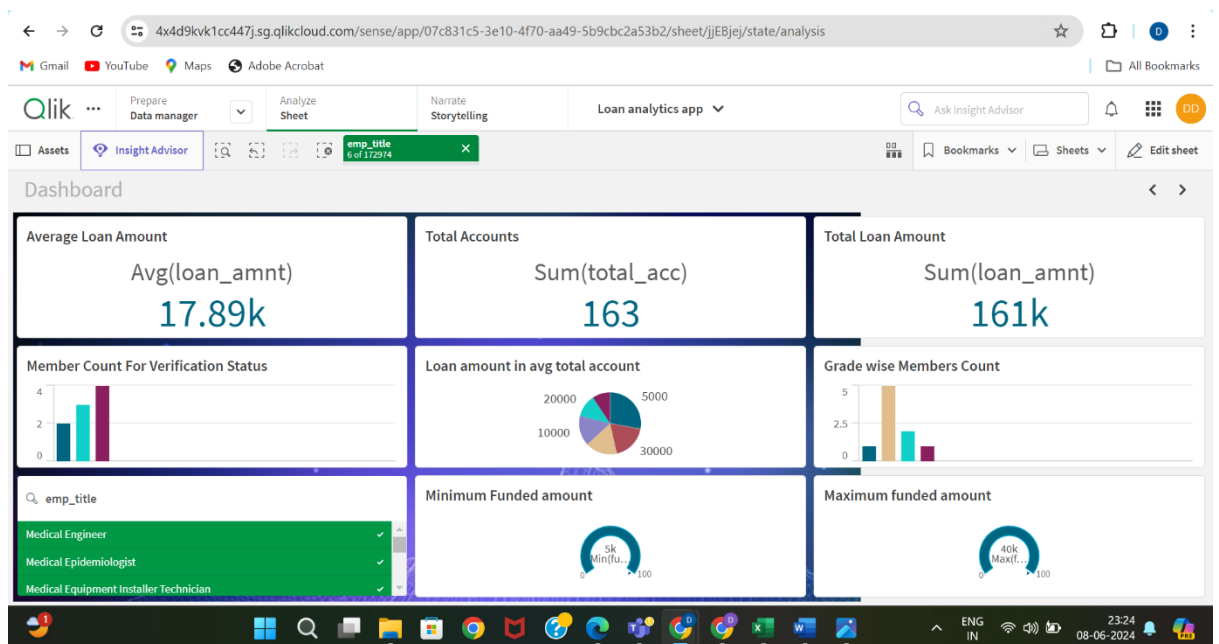 4x4d9kvk1cc447j.sg.qlikcloud.com/sense/app/07c831c5-3e10-4f70-aa49-5b9cbc2a53b2/sheet/jjEBjej/state/analysis
D
Gmail YouTube Maps Adobe Acrobat All Bookmarks
Qlik
Prepare
Data manager
Analyze
Sheet
Narrate
Storytelling
Loan analytics app
Ask Insight Advisor
DD
Assets Insight Advisor
emp_title
6 of 172974
Bookmarks Sheets Edit sheet
Dashboard
Average Loan Amount
Avg(loan_amnt)
17.89k
Total Accounts
Sum(total_acc)
163
Total Loan Amount
Sum(loan_amnt)
161k
Member Count For Verification Status
4
2
0
Loan amount in avg total account
20000
5000
10000
30000
Grade wise Members Count
5
2.5
0
emp_title
Medical Engineer
Medical Epidemiologist
Medical Equipment Installer Technician
Minimum Funded amount
5k
Min(fu...
0 100
Maximum funded amount
40k
Max(f...
0 100
1
ENG
IN
23:24
08-06-2024
PRE